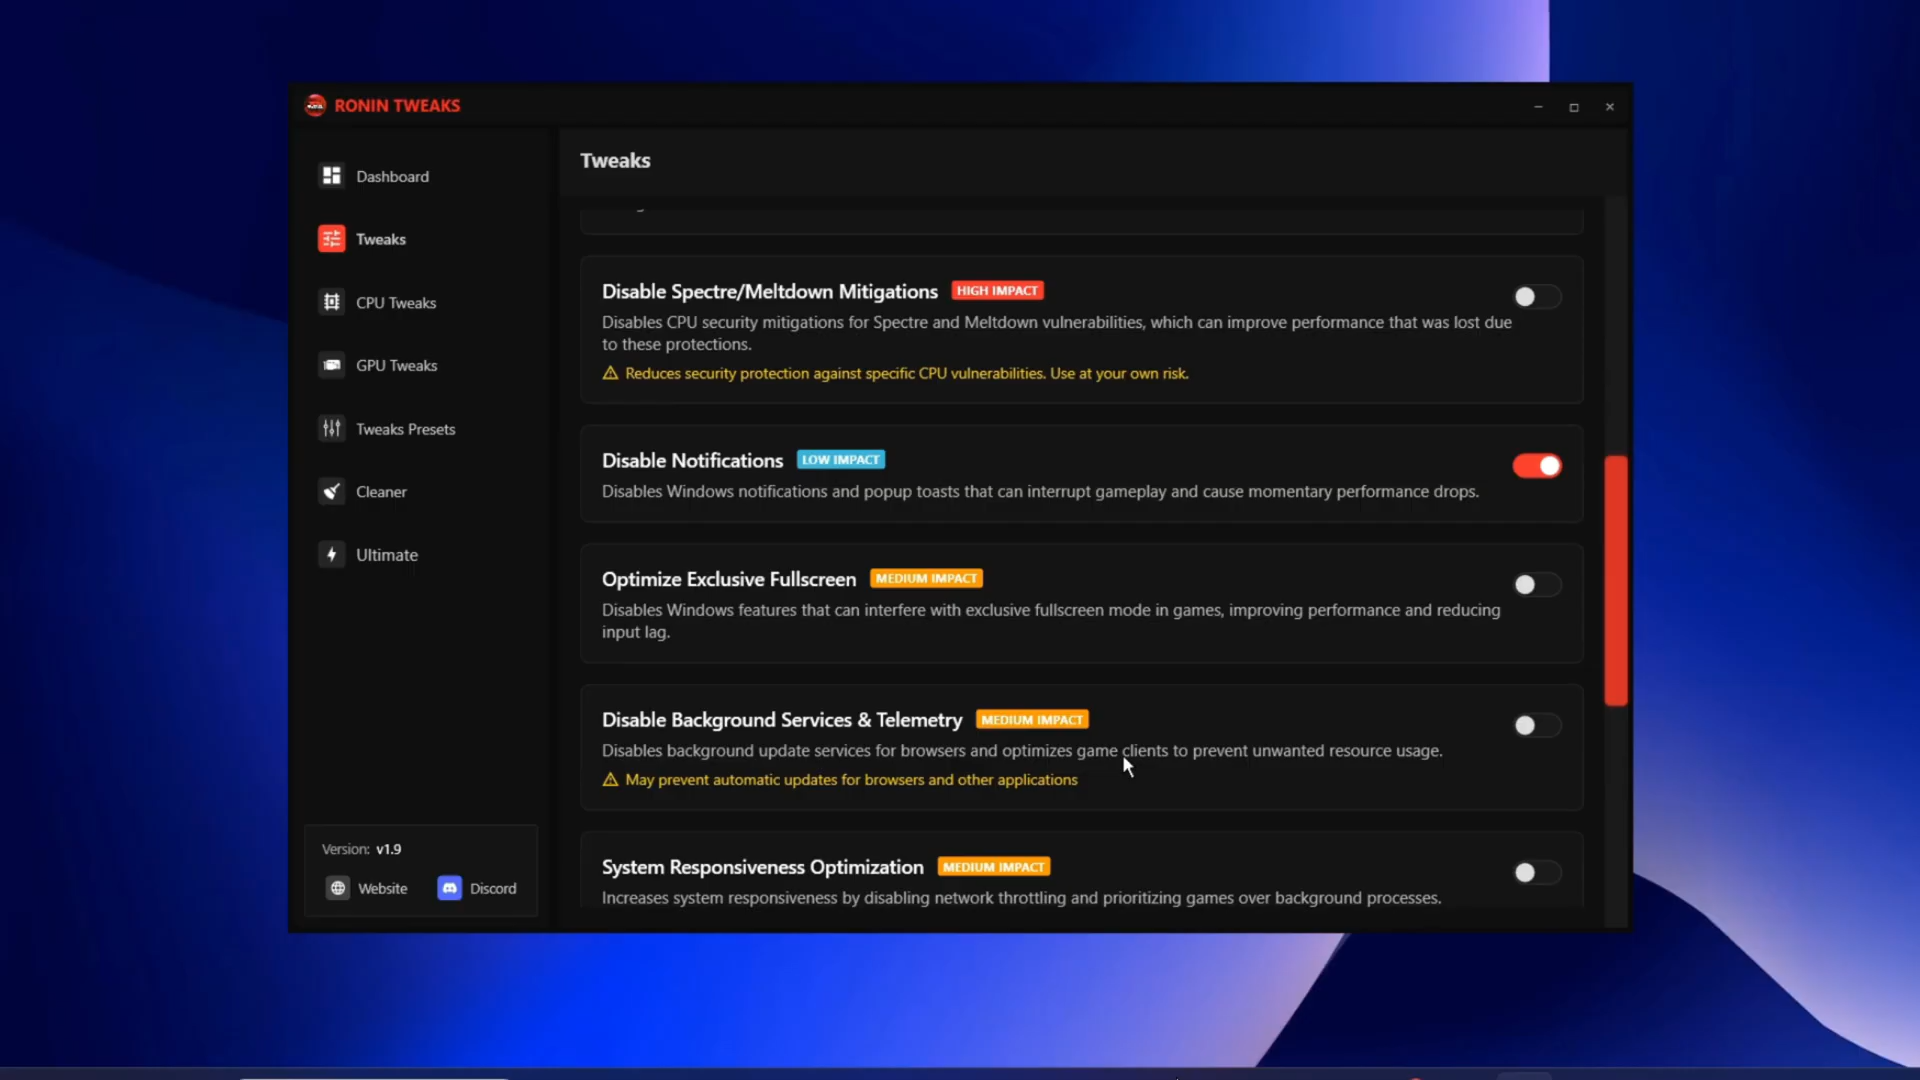 RONIN TWEAKS
Dashboard
Tweaks
CPU Tweaks
GPU Tweaks
Tweaks Presets
Cleaner
Ultimate
Version: v1.9
Website
Discord
Tweaks
Disable Spectre/Meltdown Mitigations HIGH IMPACT
Disables CPU security mitigations for Spectre and Meltdown vulnerabilities, which can improve performance that was lost due
to these protections.
⚠ Reduces security protection against specific CPU vulnerabilities. Use at your own risk.
Disable Notifications LOW IMPACT
Disables Windows notifications and popup toasts that can interrupt gameplay and cause momentary performance drops.
Optimize Exclusive Fullscreen MEDIUM IMPACT
Disables Windows features that can interfere with exclusive fullscreen mode in games, improving performance and reducing
input lag.
Disable Background Services & Telemetry MEDIUM IMPACT
Disables background update services for browsers and optimizes game clients to prevent unwanted resource usage.
⚠ May prevent automatic updates for browsers and other applications
System Responsiveness Optimization MEDIUM IMPACT
Increases system responsiveness by disabling network throttling and prioritizing games over background processes.